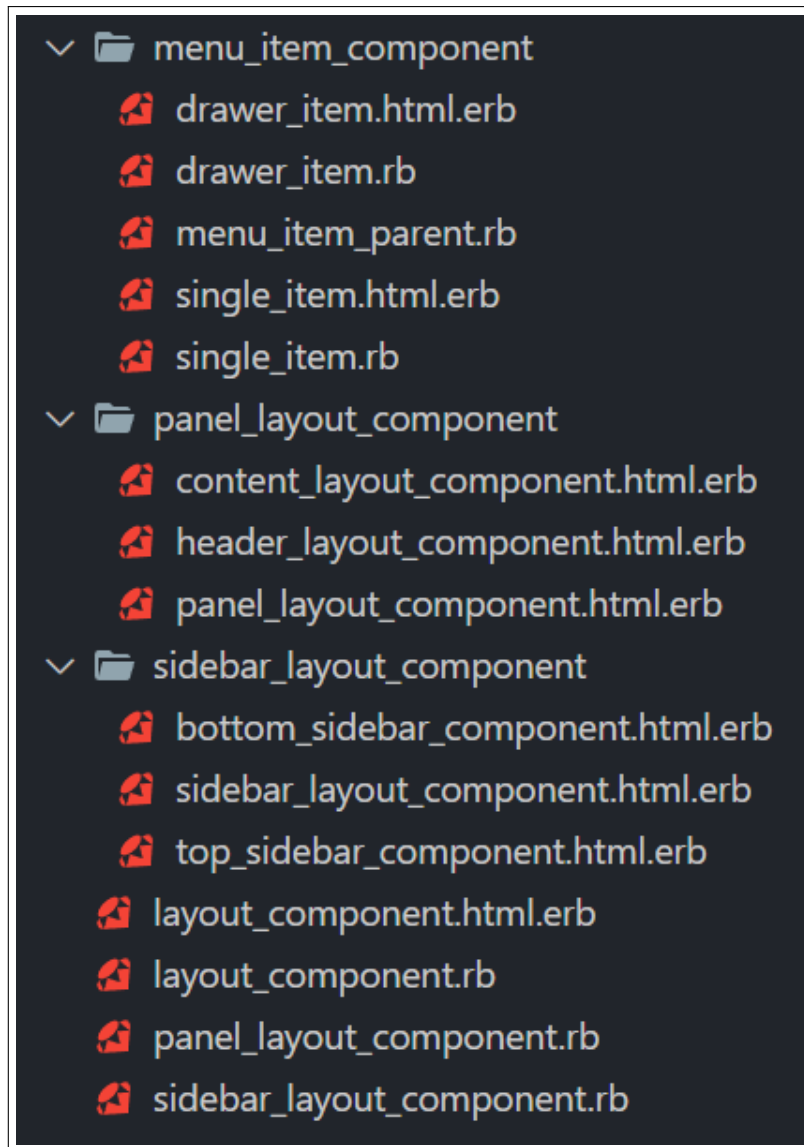 menu_item_component
drawer_item.html.erb
drawer_item.rb
menu_item_parent.rb
single_item.html.erb
single_item.rb
panel_layout_component
content_layout_component.html.erb
header_layout_component.html.erb
panel_layout_component.html.erb
sidebar_layout_component
bottom_sidebar_component.html.erb
sidebar_layout_component.html.erb
top_sidebar_component.html.erb
layout_component.html.erb
layout_component.rb
panel_layout_component.rb
sidebar_layout_component.rb